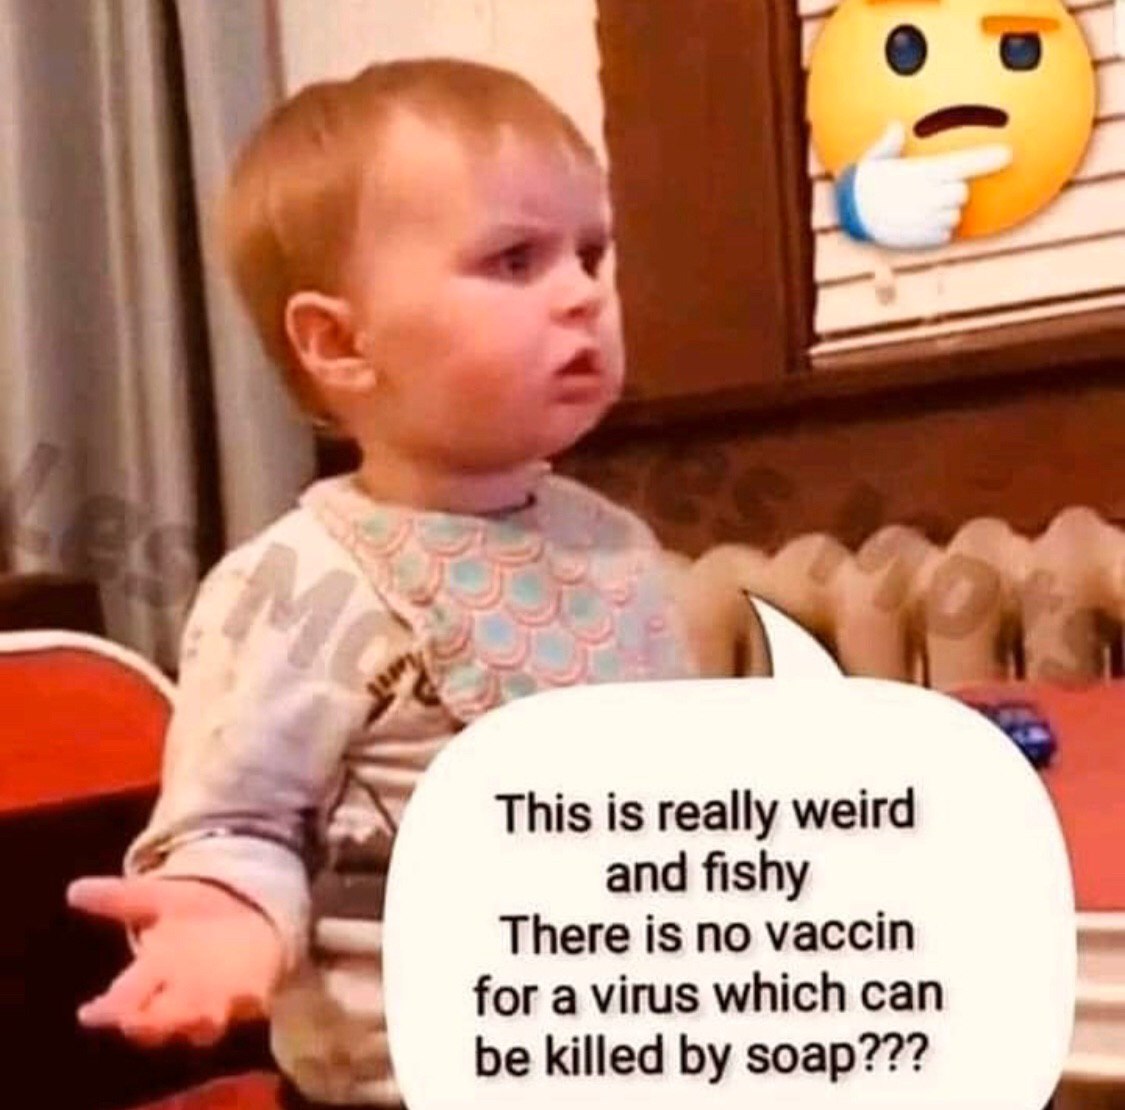 This is really weird
and fishy
There is no vaccin
for a virus which can
be killed by soap???